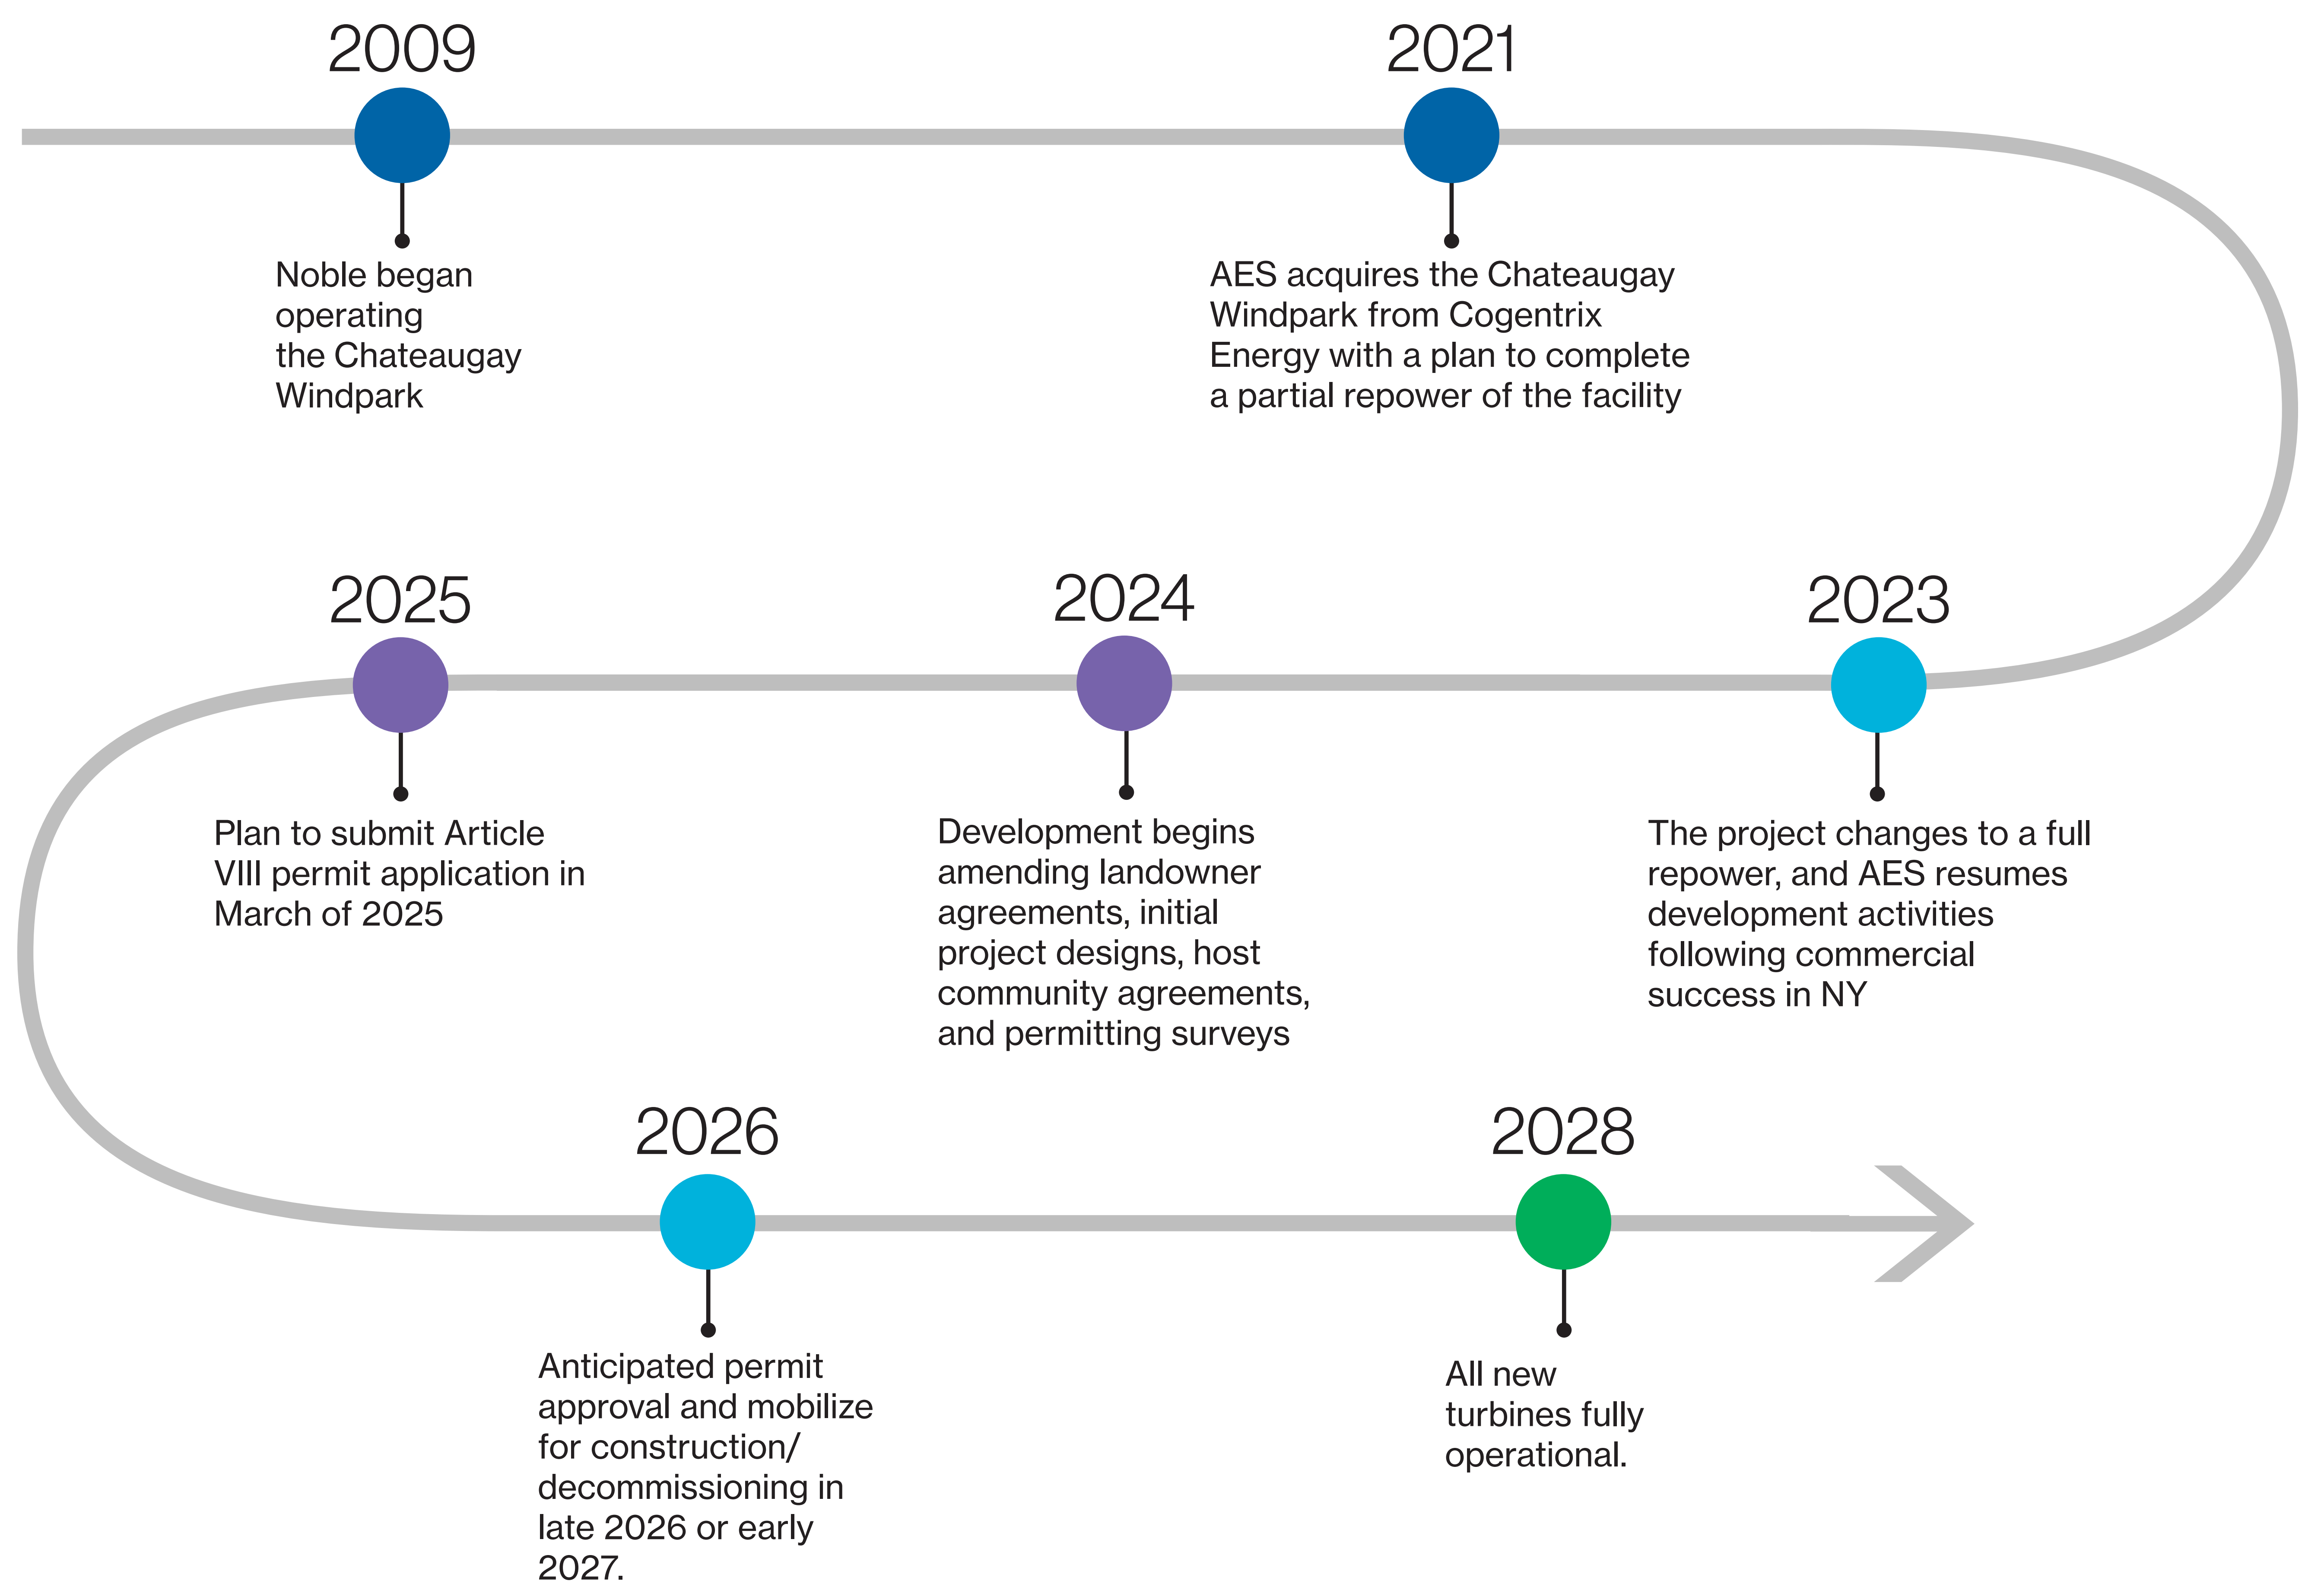 2009
Noble began
operating
the Chateaugay
Windpark
2021
AES acquires the Chateaugay
Windpark from Cogentrix
Energy with a plan to complete
a partial repower of the facility
2023
The project changes to a full
repower, and AES resumes
development activities
following commercial
success in NY
2024
Development begins
amending landowner
agreements, initial
project designs, host
community agreements,
and permitting surveys
2025
Plan to submit Article
VIII permit application in
March of 2025
2026
Anticipated permit
approval and mobilize
for construction/
decommissioning in
late 2026 or early
2027.
2028
All new
turbines fully
operational.